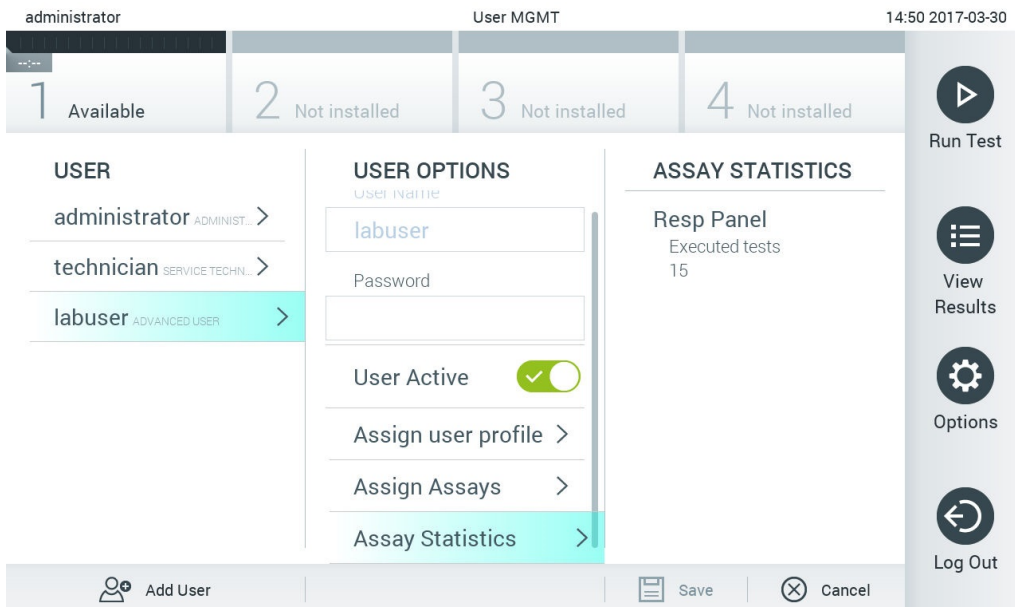 administrator
User MGMT
14:50 2017-03-30
--:--
1 Available
2 Not installed
3 Not installed
4 Not installed
Run Test
USER
administrator ADMINIST...
technician SERVICE TECHN...
labuser ADVANCED USER
USER OPTIONS
User Name
labuser
Password
User Active
Assign user profile
Assign Assays
Assay Statistics
ASSAY STATISTICS
Resp Panel
Executed tests
15
View
Results
Options
Log Out
Add User
Save
Cancel